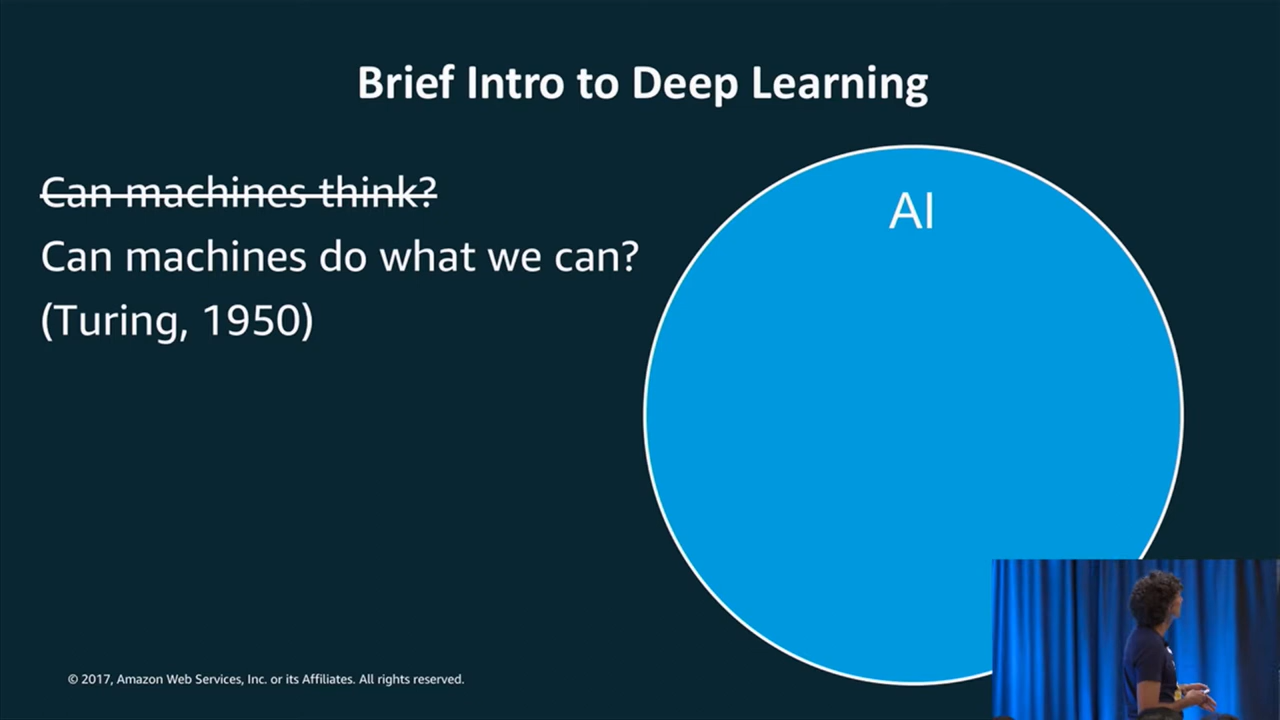 Brief Intro to Deep Learning
Can machines think?
Can machines do what we can?
(Turing, 1950)
AI
© 2017, Amazon Web Services, Inc. or its Affiliates. All rights reserved.